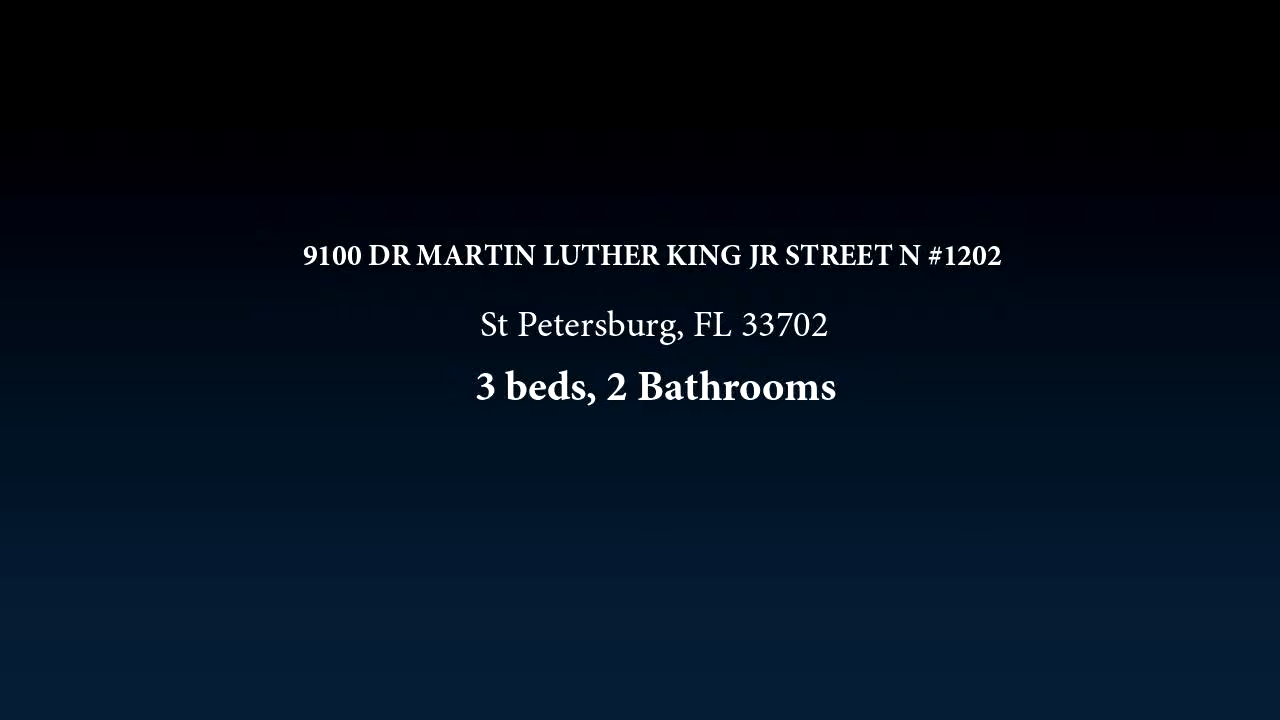 9100 DR MARTIN LUTHER KING JR STREET N #1202
St Petersburg, FL 33702
3 beds, 2 Bathrooms